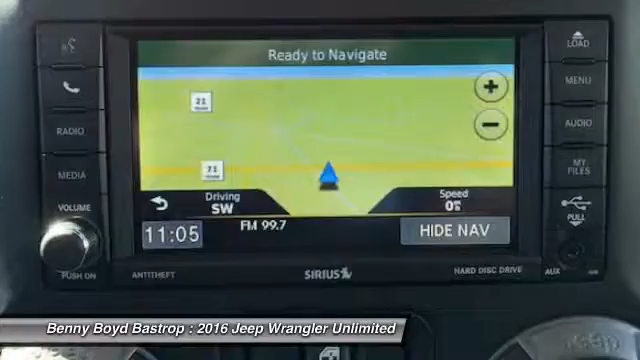 Ready to Navigate
LOAD
21
MENU
RADIO
AUDIO
21
MEDIA
MY
FILES
Driving
SW
Speed
0
VOLUME
PULL
11:05
FM 99.7
HIDE NAV
PUSH ON
ANTITHEFT
SIRIUS
HARD DISC DRIVE
AUX
Benny Boyd Bastrop : 2016 Jeep Wrangler Unlimited
Jeep